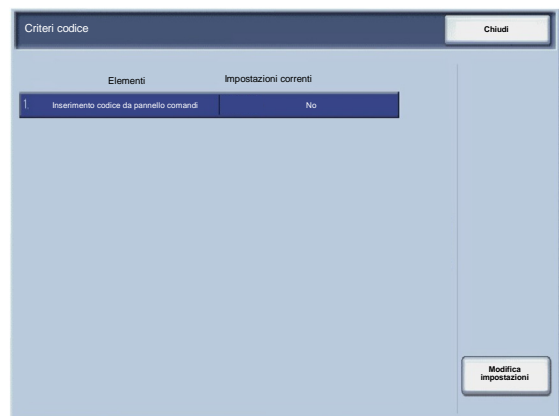 Criteri codice
Chiudi
Elementi
Impostazioni correnti
1. Inserimento codice da pannello comandi
No
Modifica
impostazioni